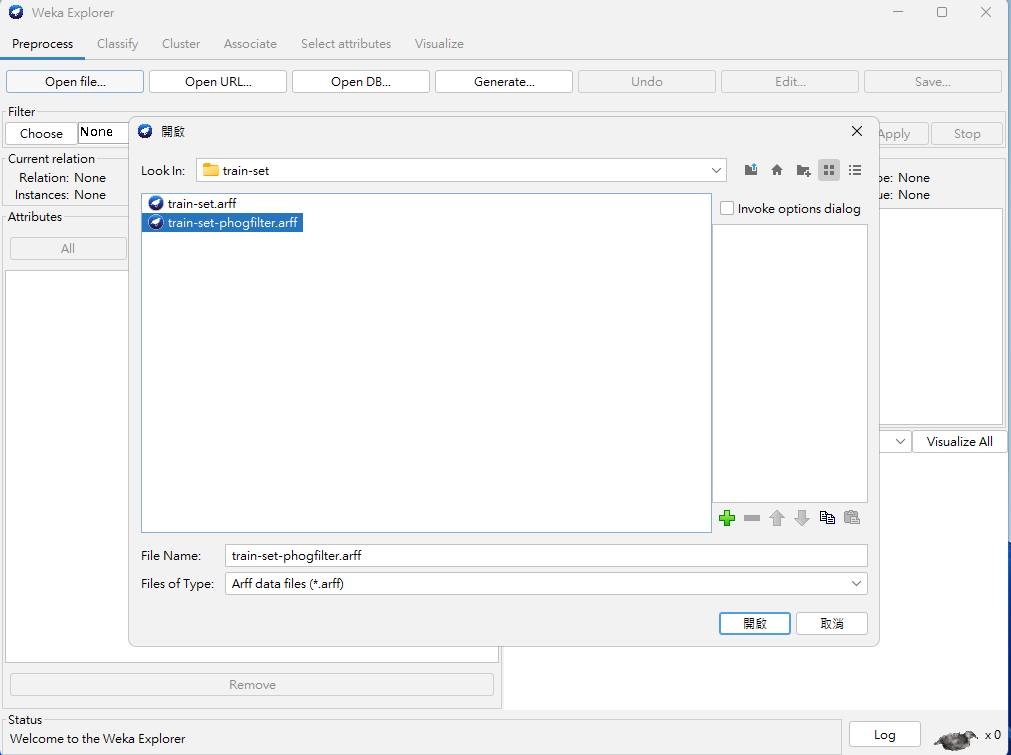 Weka Explorer
Preprocess Classify Cluster Associate Select attributes Visualize
Open file... Open URL... Open DB... Generate... Undo Edit... Save...
Filter
Choose None Apply Stop
開啟
Current relation
Relation: None
Instances: None
pe: None
ue: None
Attributes
All
Look In: train-set
train-set.arff
train-set-phogfilter.arff
Invoke options dialog
Visualize All
File Name: train-set-phogfilter.arff
Files of Type: Arff data files (*.arff)
開啟 取消
Remove
Status
Welcome to the Weka Explorer
Log x 0